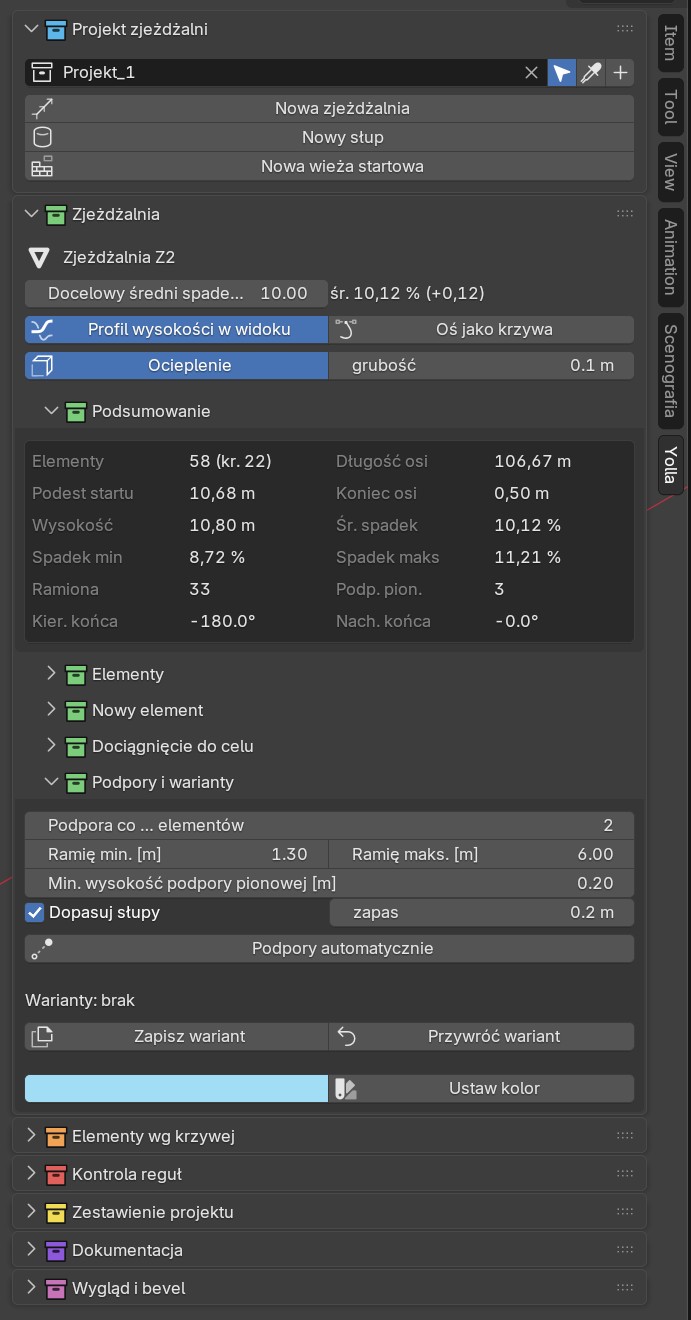 Projekt zjeżdżalni
Projekt_1
Nowa zjeżdżalnia
Nowy słup
Nowa wieża startowa
Zjeżdżalnia
Zjeżdżalnia Z2
Docelowy średni spade... 10.00 śr. 10,12 % (+0,12)
Profil wysokości w widoku Oś jako krzywa
Ocieplenie grubość 0.1 m
Podsumowanie
Elementy 58 (kr. 22) Długość osi 106,67 m
Podest startu 10,68 m Koniec osi 0,50 m
Wysokość 10,80 m Śr. spadek 10,12 %
Spadek min 8,72 % Spadek maks 11,21 %
Ramiona 33 Podp. pion. 3
Kier. końca -180.0° Nach. końca -0.0°
Elementy
Nowy element
Dociągnięcie do celu
Podpory i warianty
Podpora co ... elementów 2
Ramię min. [m] 1.30 Ramię maks. [m] 6.00
Min. wysokość podpory pionowej [m] 0.20
Dopasuj słupy zapas 0.2 m
Podpory automatycznie
Warianty: brak
Zapisz wariant Przywróć wariant
Ustaw kolor
Elementy wg krzywej
Kontrola reguł
Zestawienie projektu
Dokumentacja
Wygląd i bevel
Item
Tool
View
Animation
Scenografia
Yolla